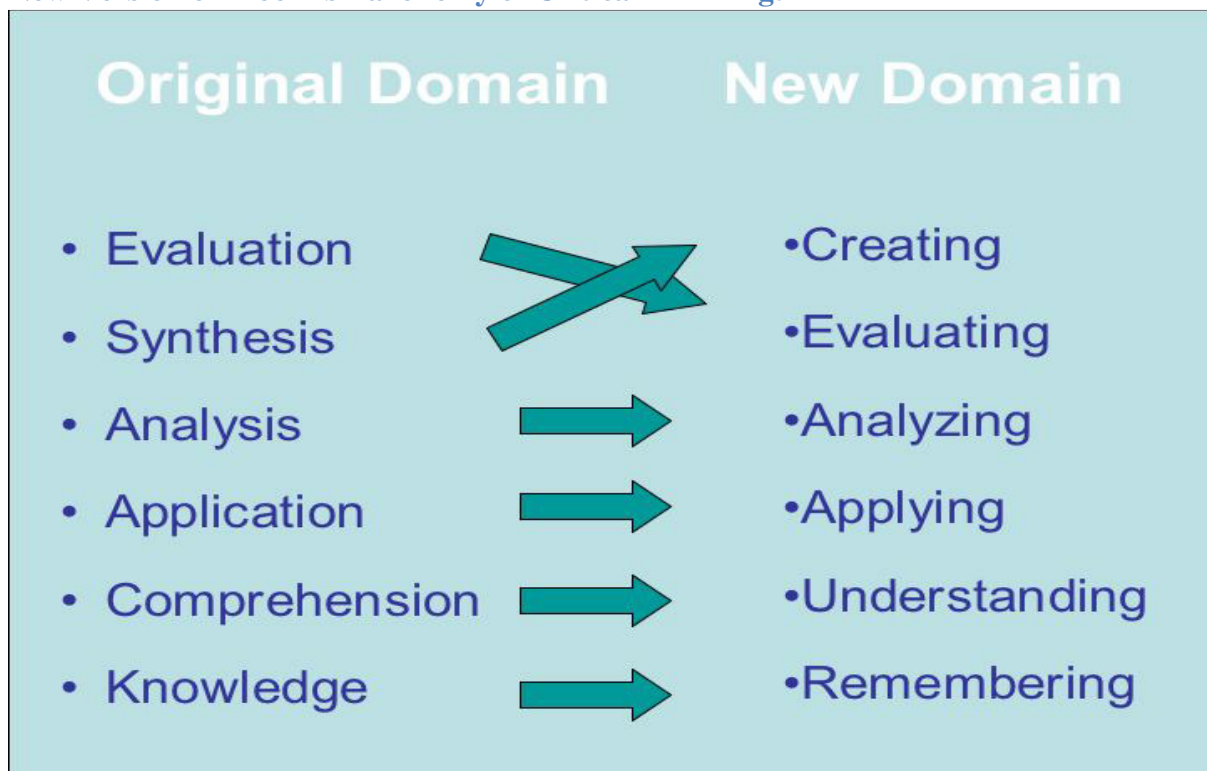 Original Domain
New Domain
• Evaluation
• Synthesis
• Analysis
• Application
• Comprehension
• Knowledge
•Creating
•Evaluating
•Analyzing
•Applying
•Understanding
•Remembering